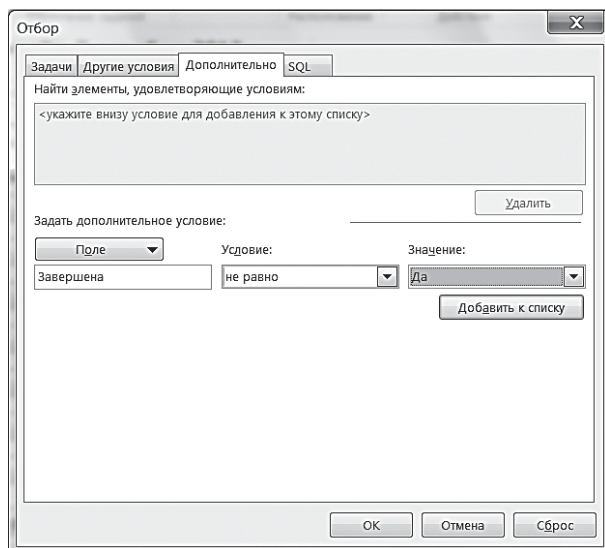 Отбор
Задачи Другие условия Дополнительно SQL
Найти элементы, удовлетворяющие условиям:
<укажите внизу условие для добавления к этому списку>
Удалить
Задать дополнительное условие:
Поле Условие: Значение:
Завершена не равно Да
Добавить к списку
ОК Отмена Сброс